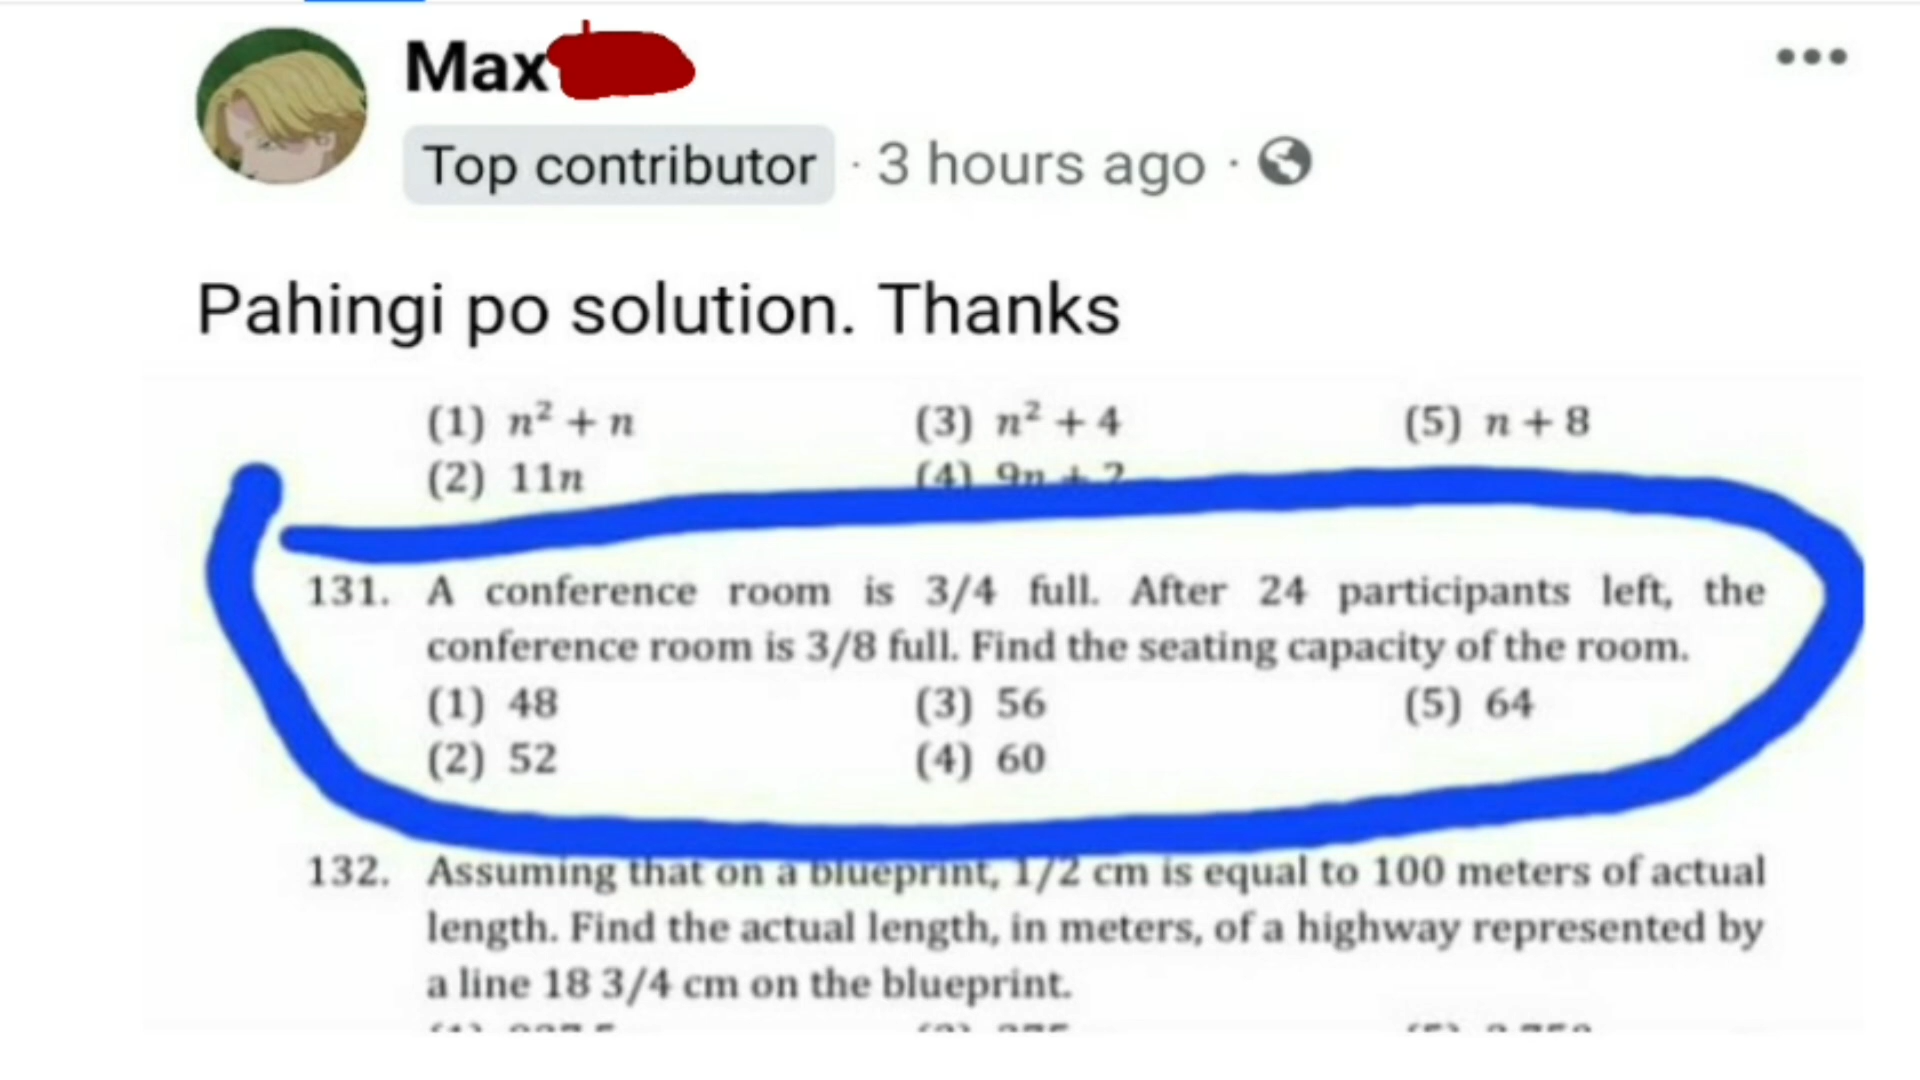 Max
Top contributor · 3 hours ago ·
Pahingi po solution. Thanks
(1) n² + n (3) n² + 4 (5) n + 8
(2) 11n (4) 9n + 2
131. A conference room is 3/4 full. After 24 participants left, the
conference room is 3/8 full. Find the seating capacity of the room.
(1) 48 (3) 56 (5) 64
(2) 52 (4) 60
132. Assuming that on a blueprint, 1/2 cm is equal to 100 meters of actual
length. Find the actual length, in meters, of a highway represented by
a line 18 3/4 cm on the blueprint.